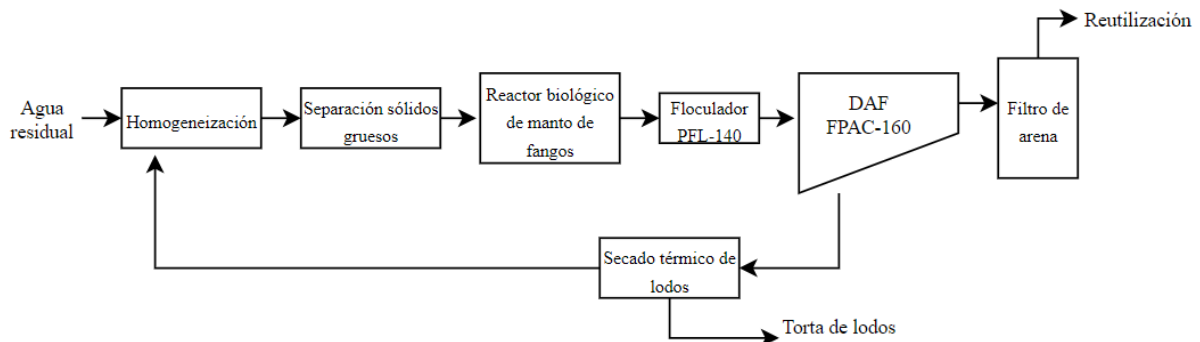 Agua
residual
Homogeneización
Separación sólidos
gruesos
Reactor biológico
de manto de
fangos
Floculador
PFL-140
DAF
FPAC-160
Filtro de
arena
Reutilización
Secado térmico de
lodos
Torta de lodos